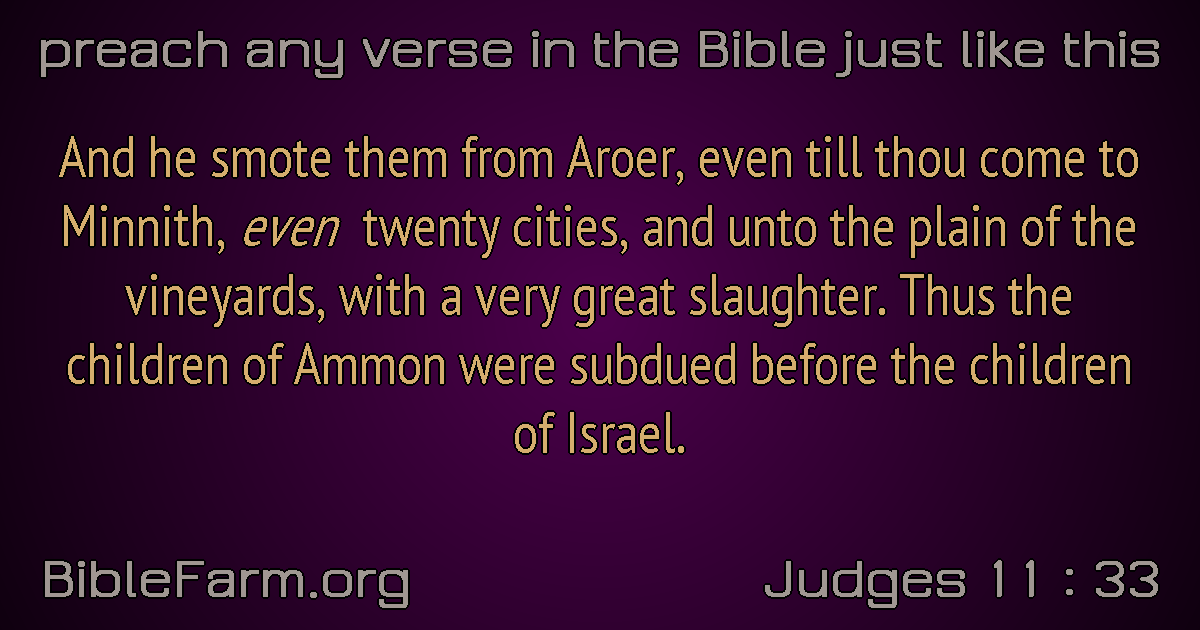 preach any verse in the Bible just like this
And he smote them from Aroer, even till thou come to
Minnith, even twenty cities, and unto the plain of the
vineyards, with a very great slaughter. Thus the
children of Ammon were subdued before the children
of Israel.
BibleFarm.org
Judges 11 : 33